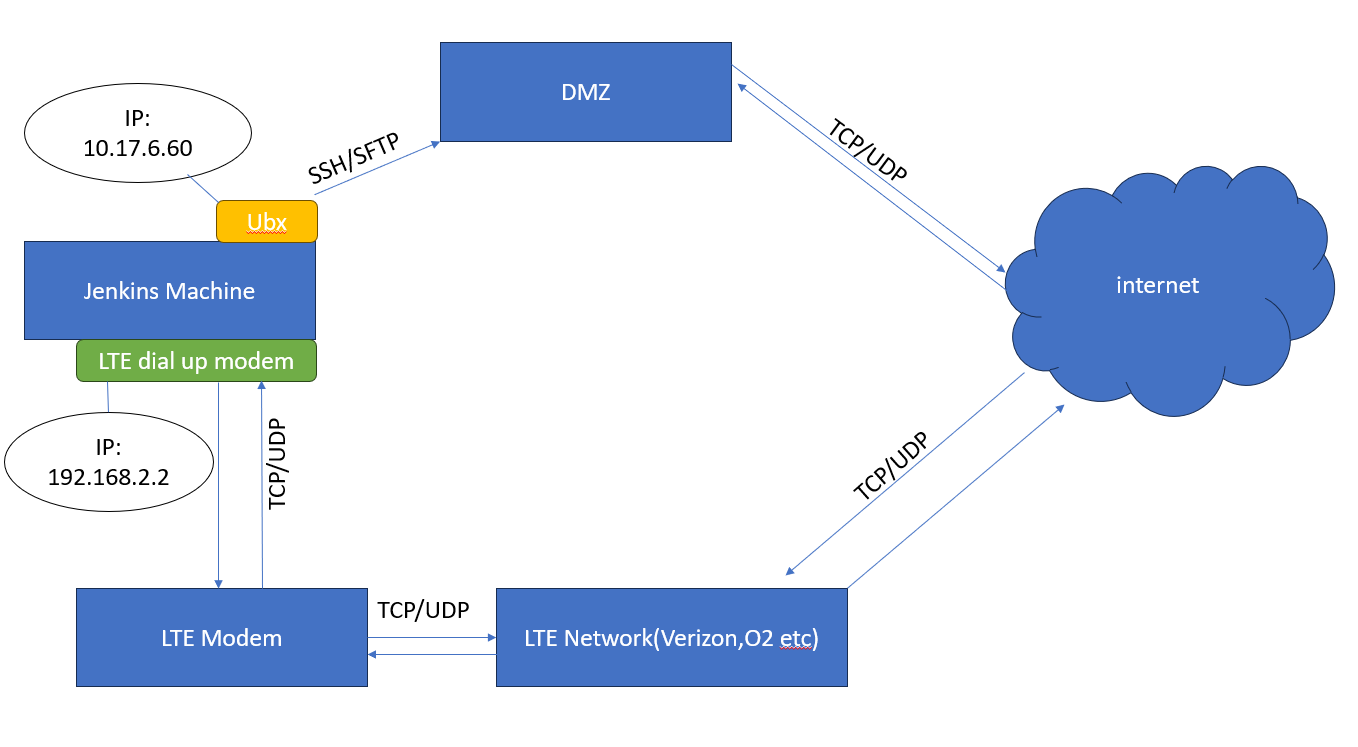 DMZ
IP:
10.17.6.60
SSH/SFTP
TCP/UDP
Ubx
Jenkins Machine
internet
LTE dial up modem
IP:
192.168.2.2
TCP/UDP
TCP/UDP
TCP/UDP
LTE Modem
LTE Network(Verizon,O2 etc)